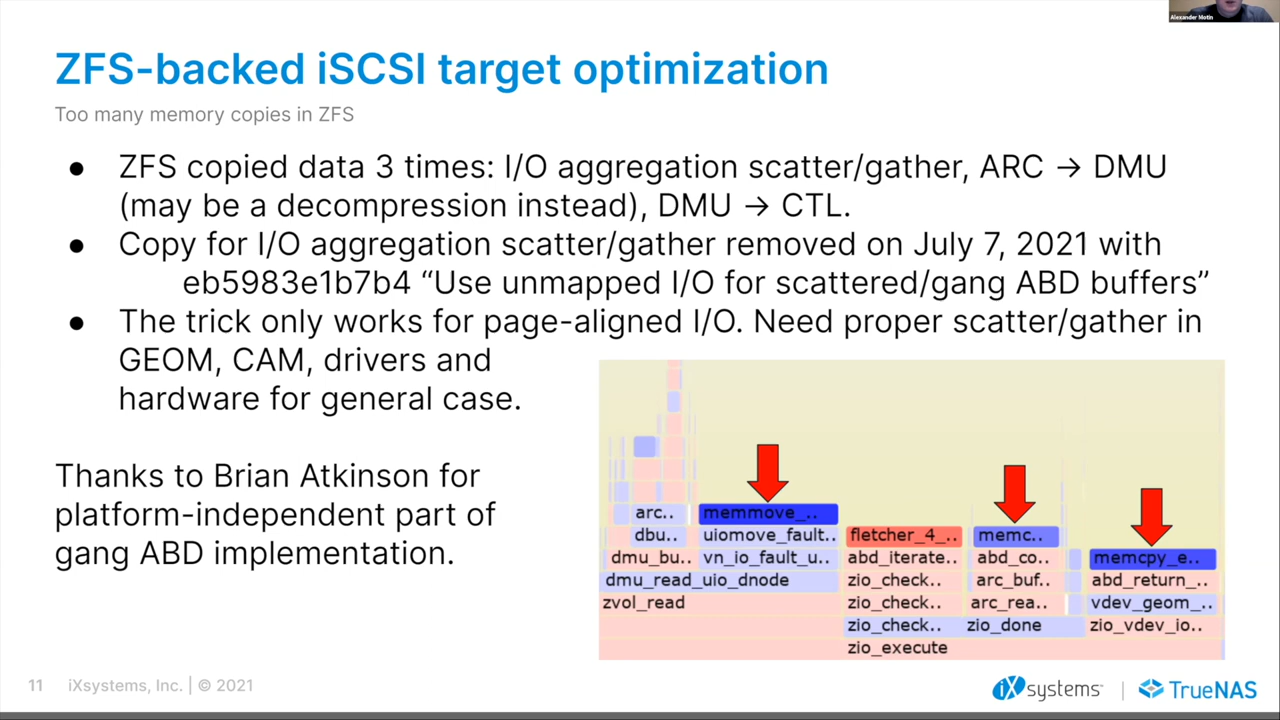 Alexander Motin
ZFS-backed iSCSI target optimization
Too many memory copies in ZFS
● ZFS copied data 3 times: I/O aggregation scatter/gather, ARC → DMU
(may be a decompression instead), DMU → CTL.
● Copy for I/O aggregation scatter/gather removed on July 7, 2021 with
eb5983e1b7b4 “Use unmapped I/O for scattered/gang ABD buffers”
● The trick only works for page-aligned I/O. Need proper scatter/gather in
GEOM, CAM, drivers and
hardware for general case.
Thanks to Brian Atkinson for
platform-independent part of
gang ABD implementation.
arc.. memmove_..
dbu.. uiomove_fault.. fletcher_4_.. memc..
dmu_bu.. vn_io_fault_u.. abd_iterate.. abd_co.. memcpy_e..
dmu_read_uio_dnode zio_check.. arc_buf.. abd_return_..
zvol_read zio_check.. arc_rea.. vdev_geom_..
zio_check.. zio_done zio_vdev_io..
zio_execute
11 iXsystems, Inc. | © 2021
iXsystems | TrueNAS